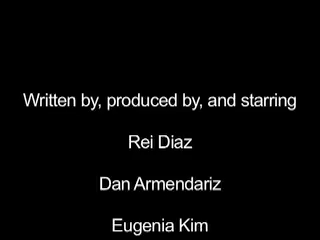 Written by, produced by, and starring
Rei Diaz
Dan Armendariz
Eugenia Kim